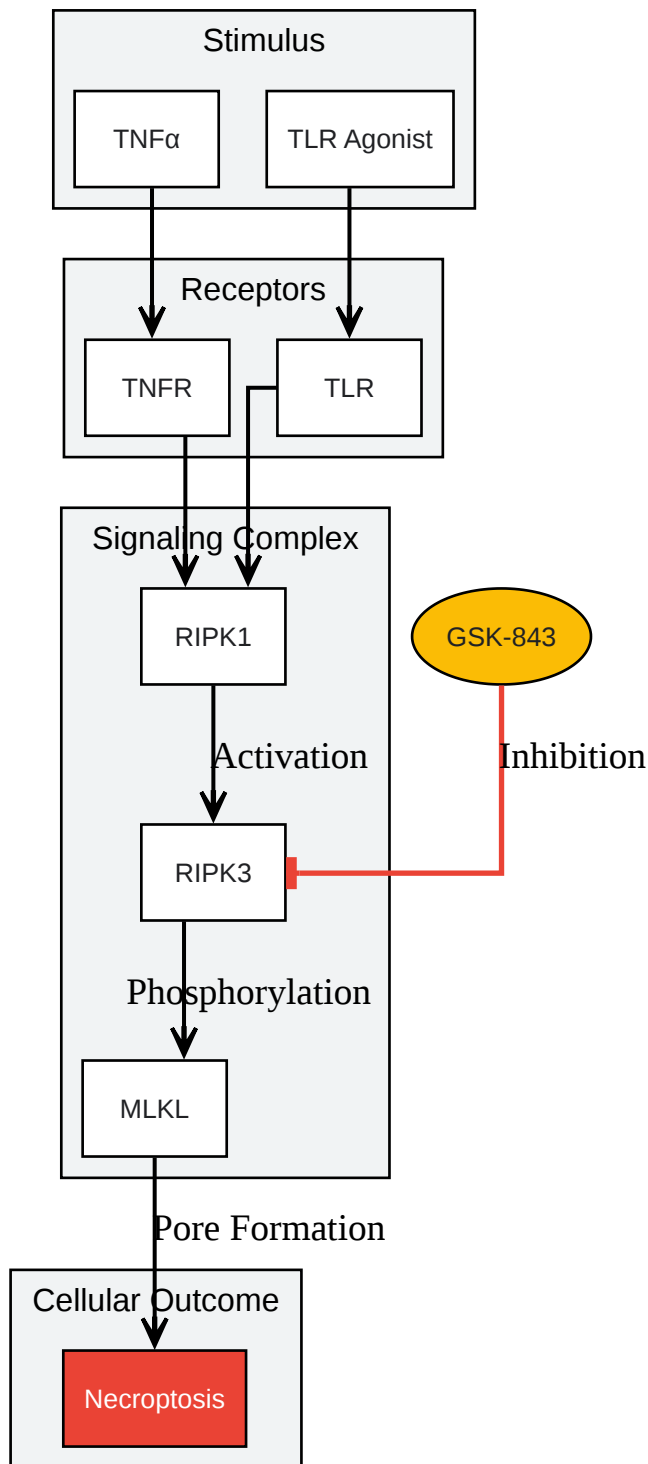 Stimulus
TNFα
TLR Agonist
Receptors
TNFR
TLR
Signaling Complex
RIPK1
GSK-843
Activation
Inhibition
RIPK3
Phosphorylation
MLKL
Pore Formation
Cellular Outcome
Necroptosis